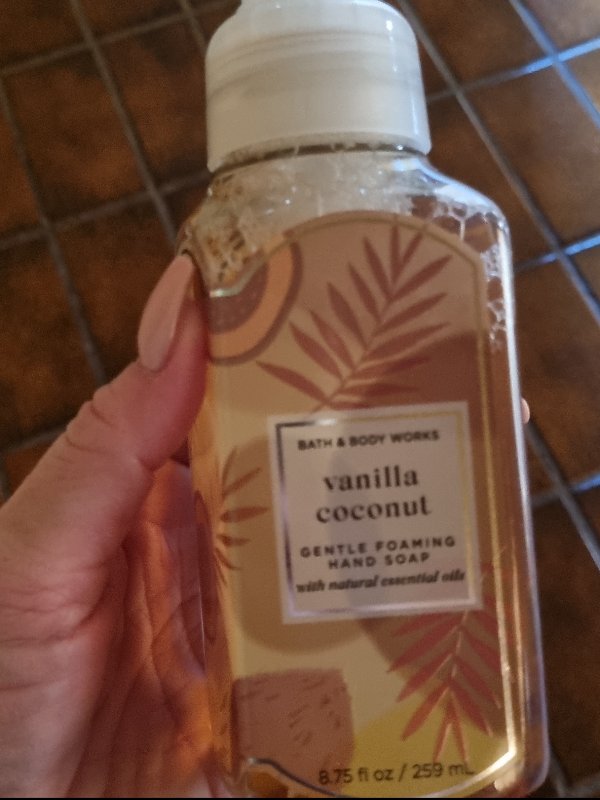 BATH & BODY WORKS
vanilla
coconut
GENTLE FOAMING
HAND SOAP
with natural essential oils
8.75 fl oz / 259 mL